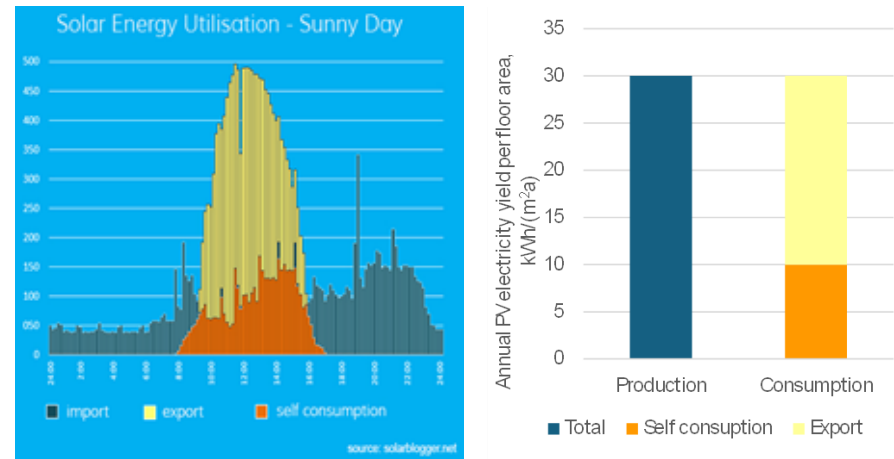 Solar Energy Utilisation - Sunny Day
500
450
400
350
300
250
200
150
100
050
0
24:00
2:00
4:00
6:00
8:00
10:00
12:00
14:00
16:00
18:00
20:00
22:00
24:00
import
export
self consumption
source: solarblogger.net
Annual PV electricity yield per floor area,
kWh/(m²a)
35
30
25
20
15
10
5
0
Production
Consumption
Total
Self consuption
Export